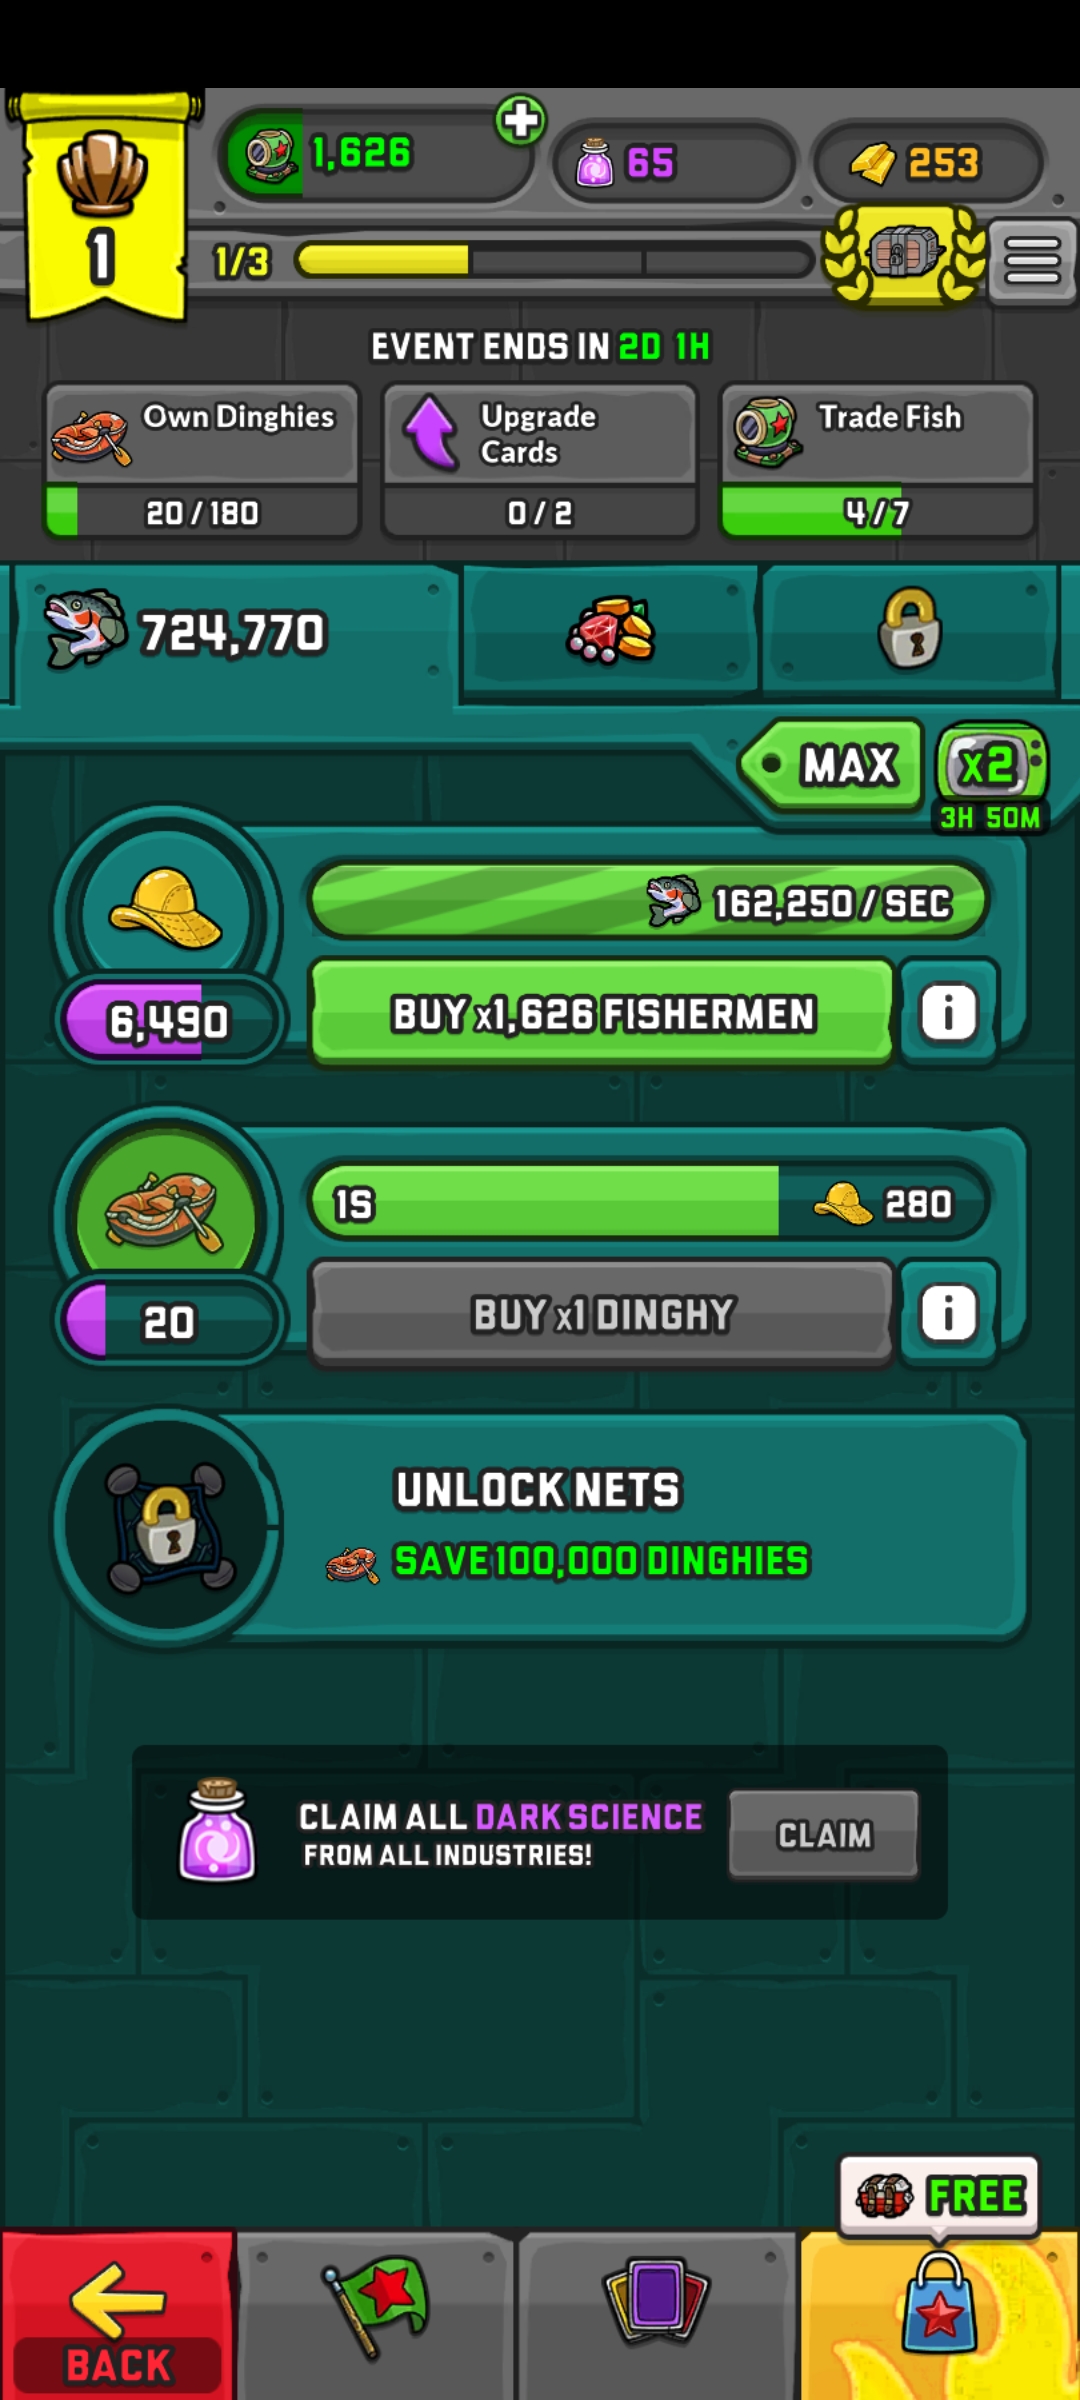 1,626
65
253
1
1/3
EVENT ENDS IN 2D 1H
Own Dinghies
20/180
Upgrade
Cards
0/2
Trade Fish
4/7
724,770
MAX
x2
3H 50M
162,250/SEC
6,490
BUY x1,626 FISHERMEN
i
1S
280
20
BUY x1 DINGHY
i
UNLOCK NETS
SAVE 100,000 DINGHIES
CLAIM ALL DARK SCIENCE
FROM ALL INDUSTRIES!
CLAIM
FREE
BACK